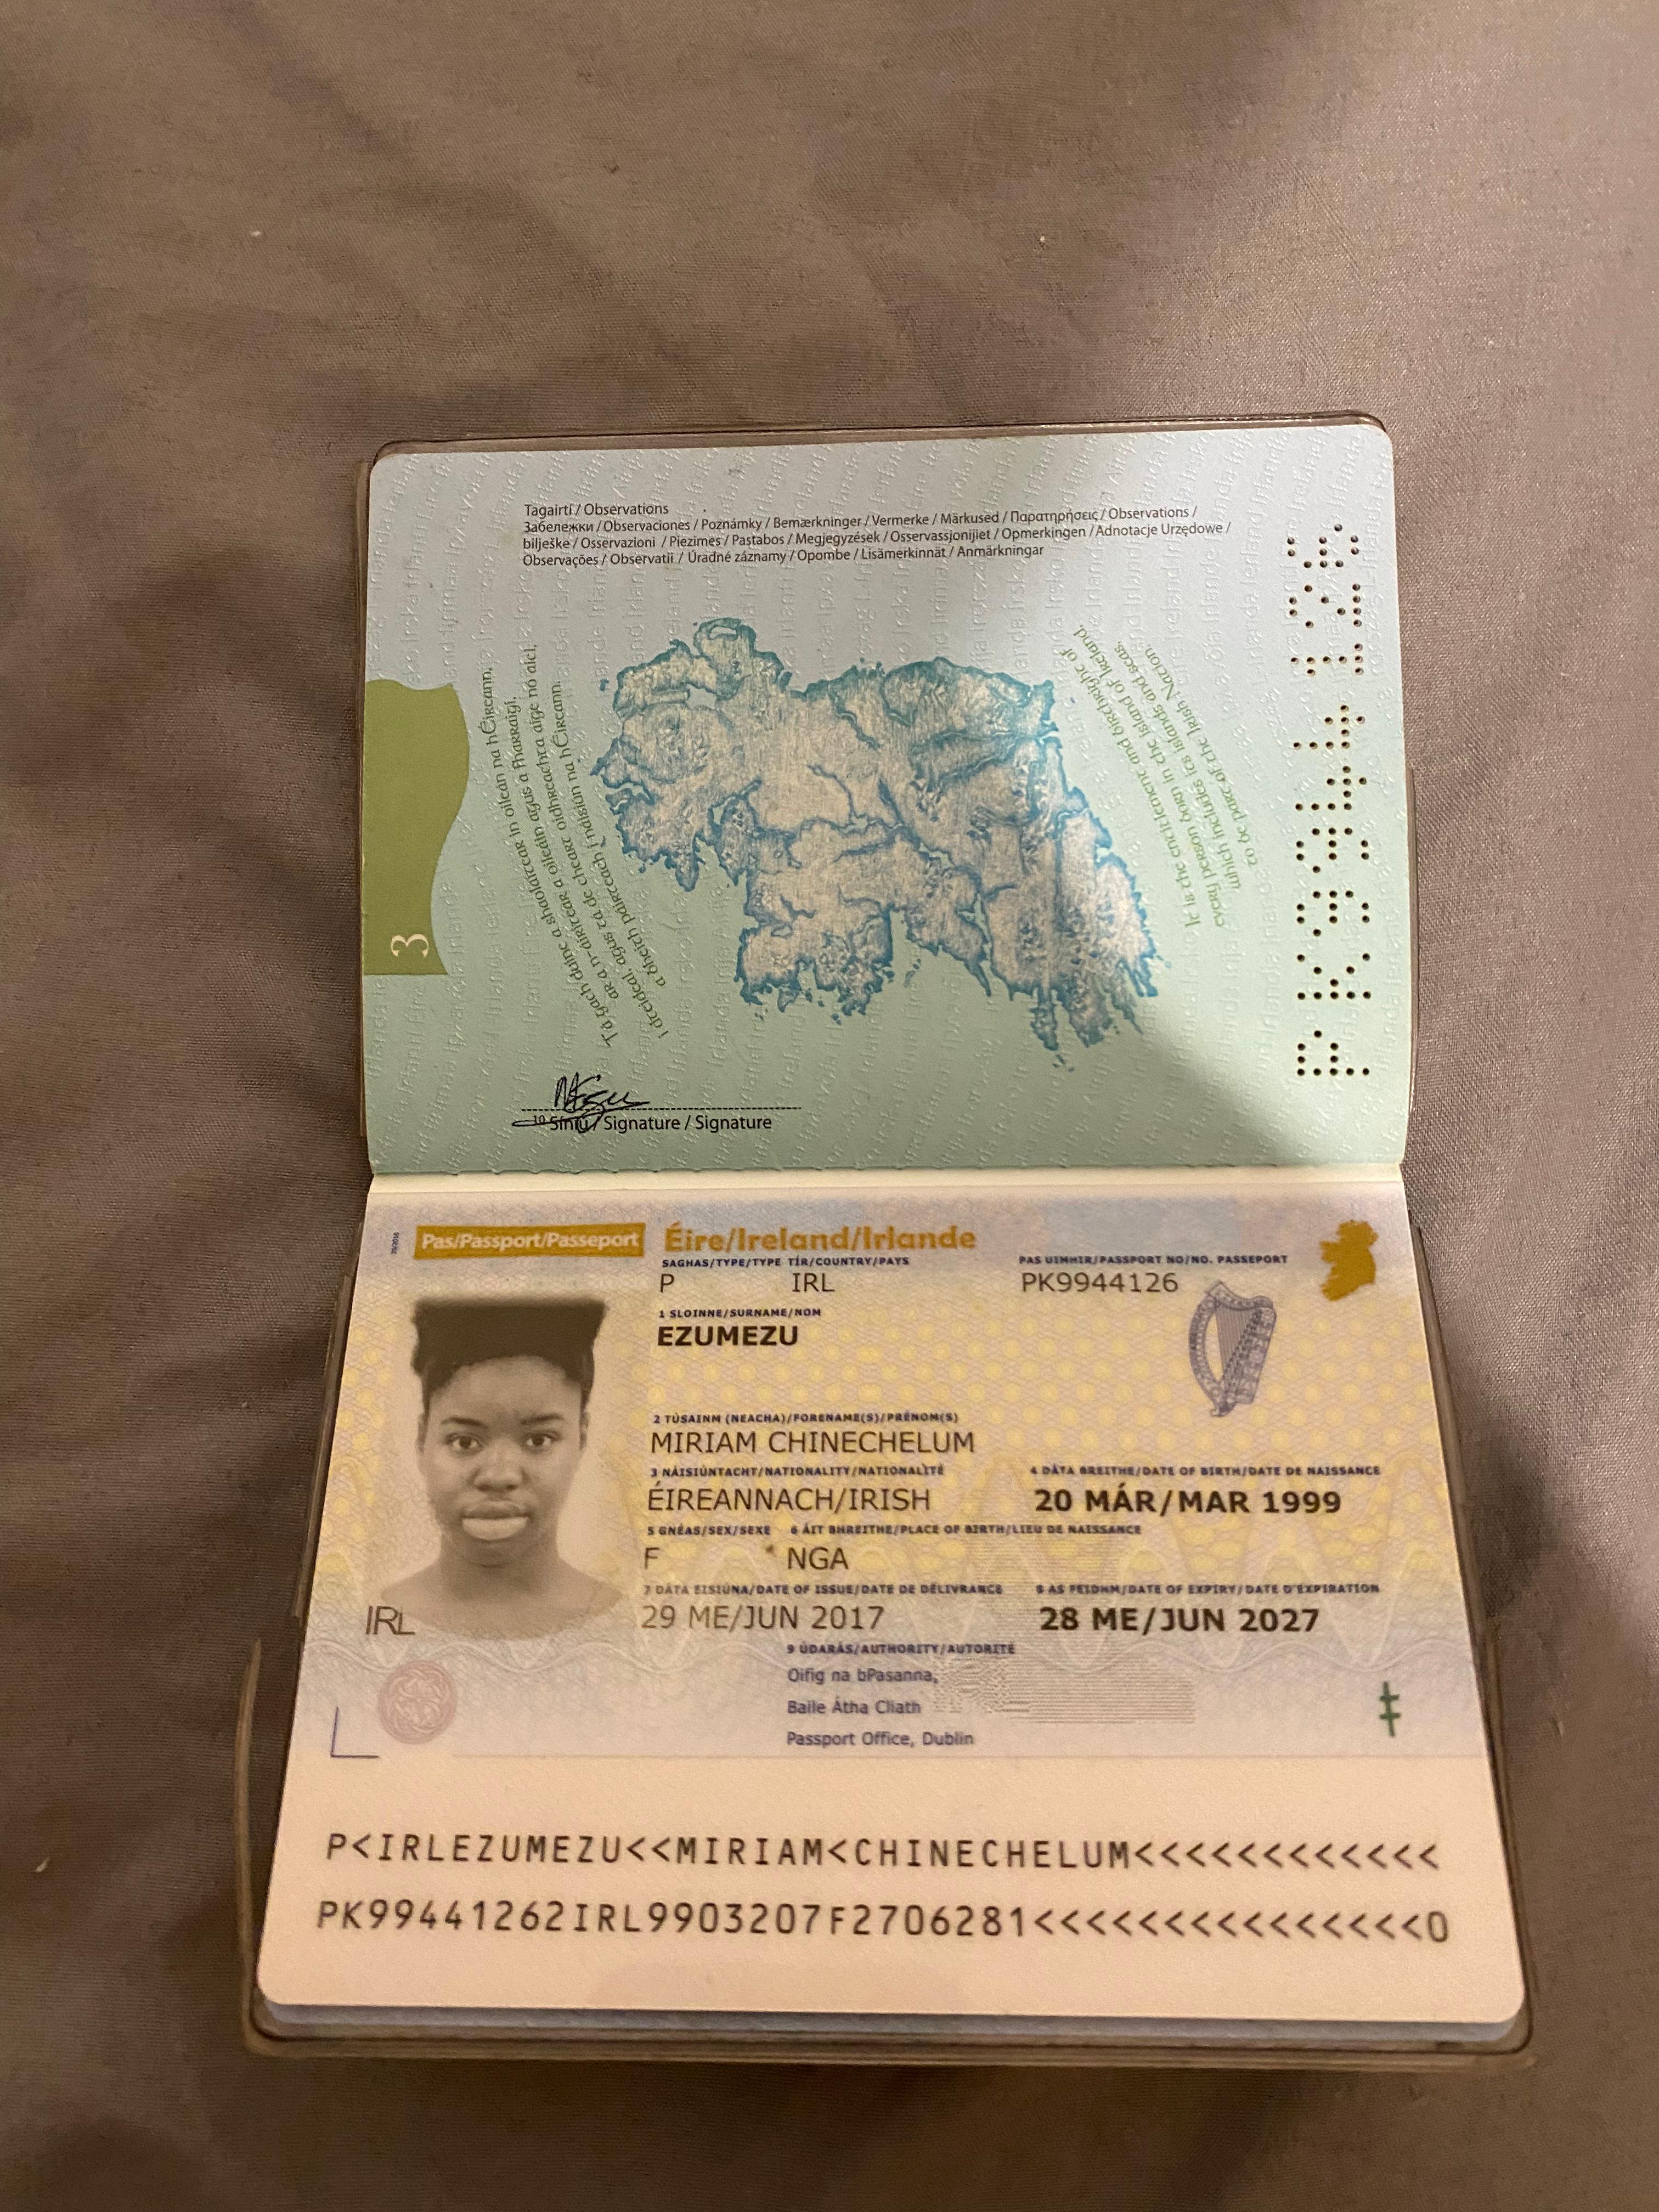 Tagairtí / Observations
Забележки / Observaciones / Poznámky / Bemærkninger / Vermerke / Märkused / Παρατηρήσεις / Observations /
bilješke / Osservazioni / Piezīmes / Pastabos / Megjegyzések / Osservassjonijiet / Opmerkingen / Adnotacje Urzędowe /
Observações / Observatii / Úradné záznamy / Opombe / Lisämerkinnät / Anmärkningar
Tá ag gach duine a shaolaítear in oileán na hÉireann,
ar a n-áirítear a oileáin agus a fharraigí,
de cheart oidhreachta aige nó aici,
a bheith páirteach i náisiún na hÉireann.
It is the entitlement and birthright of
every person born in the island of Ireland,
which includes its islands and seas,
to be part of the Irish Nation.
3
PK9944126
10 Síniú / Signature / Signature
Pas/Passport/Passeport Éire/Ireland/Irlande
SAGHAS/TYPE/TYPE TÍR/COUNTRY/PAYS PAS UIMHIR/PASSPORT NO/NO. PASSEPORT
P IRL PK9944126
1 SLOINNE/SURNAME/NOM
EZUMEZU
2 TÚSAINM (NEACHA)/FORENAME(S)/PRÉNOM(S)
MIRIAM CHINECHELUM
3 NÁISIÚNTACHT/NATIONALITY/NATIONALITÉ 4 DÁTA BREITHE/DATE OF BIRTH/DATE DE NAISSANCE
ÉIREANNACH/IRISH 20 MÁR/MAR 1999
5 GNÉAS/SEX/SEXE 6 ÁIT BHREITHE/PLACE OF BIRTH/LIEU DE NAISSANCE
F NGA
7 DÁTA EISIÚNA/DATE OF ISSUE/DATE DE DÉLIVRANCE 8 AS FEIDHM/DATE OF EXPIRY/DATE D'EXPIRATION
29 ME/JUN 2017 28 ME/JUN 2027
IRL
9 ÚDARÁS/AUTHORITY/AUTORITÉ
Oifig na bPasanna,
Baile Átha Cliath
Passport Office, Dublin
P<IRLEZUMEZU<<MIRIAM<CHINECHELUM<<<<<<<<<<<<
PK99441262IRL9903207F2706281<<<<<<<<<<<<<<<0